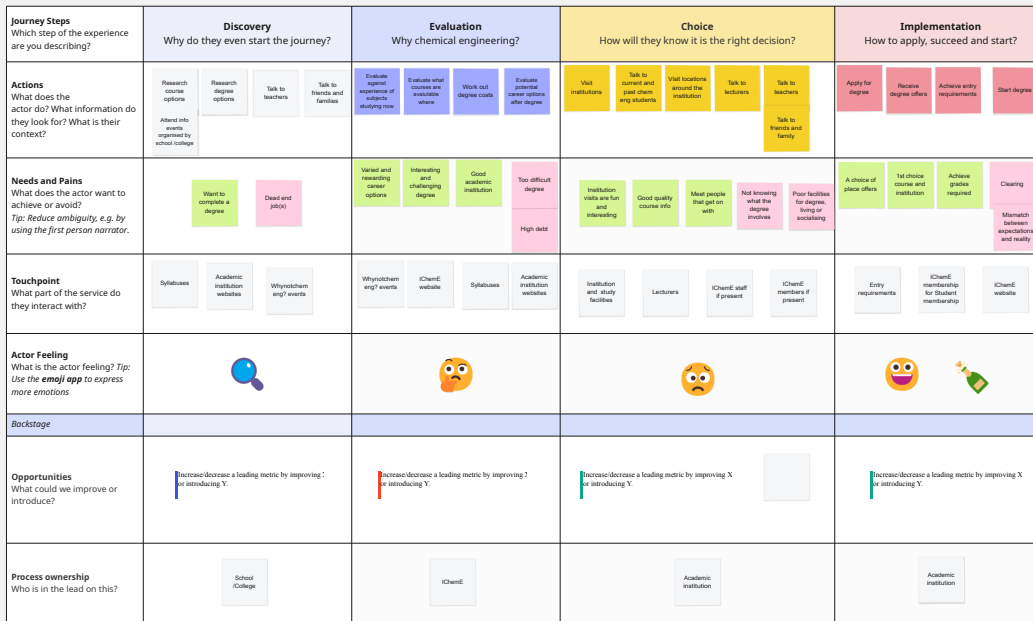 Journey Steps
Which step of the experience
are you describing?
Discovery
Why do they even start the journey?
Evaluation
Why chemical engineering?
Choice
How will they know it is the right decision?
Implementation
How to apply, succeed and start?
Actions
What does the
actor do? What information do
they look for? What is their
context?
Research
course
options
Research
degree
options
Talk to
teachers
Talk to
friends and
families
Attend info
events
organised by
school /college
Evaluate
against
experience of
subjects
studying now
Evaluate what
courses are
avaialable
where
Work out
degree costs
Evaluate
potential
career options
after degree
Visit
institutions
Talk to
current and
past chem
eng students
Visit locations
around the
institution
Talk to
lecturers
Talk to
teachers
Talk to
friends and
family
Apply for
degree
Receive
degree offers
Achieve entry
requirements
Start degree
Needs and Pains
What does the actor want to
achieve or avoid?
Tip: Reduce ambiguity, e.g. by
using the first person narrator.
Want to
complete a
degree
Dead end
job(s)
Varied and
rewarding
career
options
Interesting
and
challenging
degree
Good
academic
institution
Too difficult
degree
High debt
Institution
visits are fun
and
interesting
Good quality
course info
Meet people
that get on
with
Not knowing
what the
degree
involves
Poor facilities
for degree,
living or
socialising
A choice of
place offers
1st choice
course and
institution
Achieve
grades
required
Clearing
Mismatch
between
expectations
and reality
Touchpoint
What part of the service do
they interact with?
Syllabuses
Academic
institution
websites
Whynotchem
eng? events
Whynotchem
eng? events
IChemE
website
Syllabuses
Academic
institution
websites
Institution
and study
facilities
Lecturers
IChemE staff
if present
IChemE
members if
present
Entry
requirements
IChemE
membership
for Student
membership
IChemE
website
Actor Feeling
What is the actor feeling? Tip:
Use the emoji app to express
more emotions
Backstage
Opportunities
What could we improve or
introduce?
Increase/decrease a leading metric by improving
or introducing Y.
Increase/decrease a leading metric by improving
or introducing Y.
Increase/decrease a leading metric by improving X
or introducing Y.
Increase/decrease a leading metric by improving X
or introducing Y.
Process ownership
Who is in the lead on this?
School
/College
IChemE
Academic
institution
Academic
institution